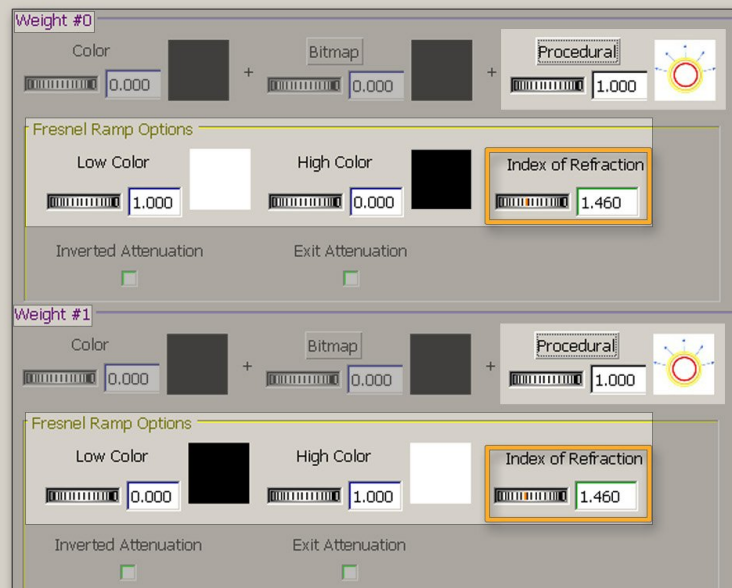 Weight #0
Color Bitmap Procedural
0.000 + 0.000 + 1.000
Fresnel Ramp Options
Low Color High Color Index of Refraction
1.000 0.000 1.460
Inverted Attenuation Exit Attenuation
Weight #1
Color Bitmap Procedural
0.000 + 0.000 + 1.000
Fresnel Ramp Options
Low Color High Color Index of Refraction
0.000 1.000 1.460
Inverted Attenuation Exit Attenuation